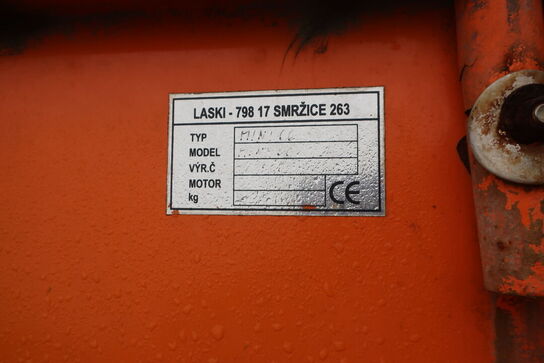 LASKI - 798 17 SMRŽICE 263
TYP
MODEL
VÝR.Č
MOTOR
kg
CE